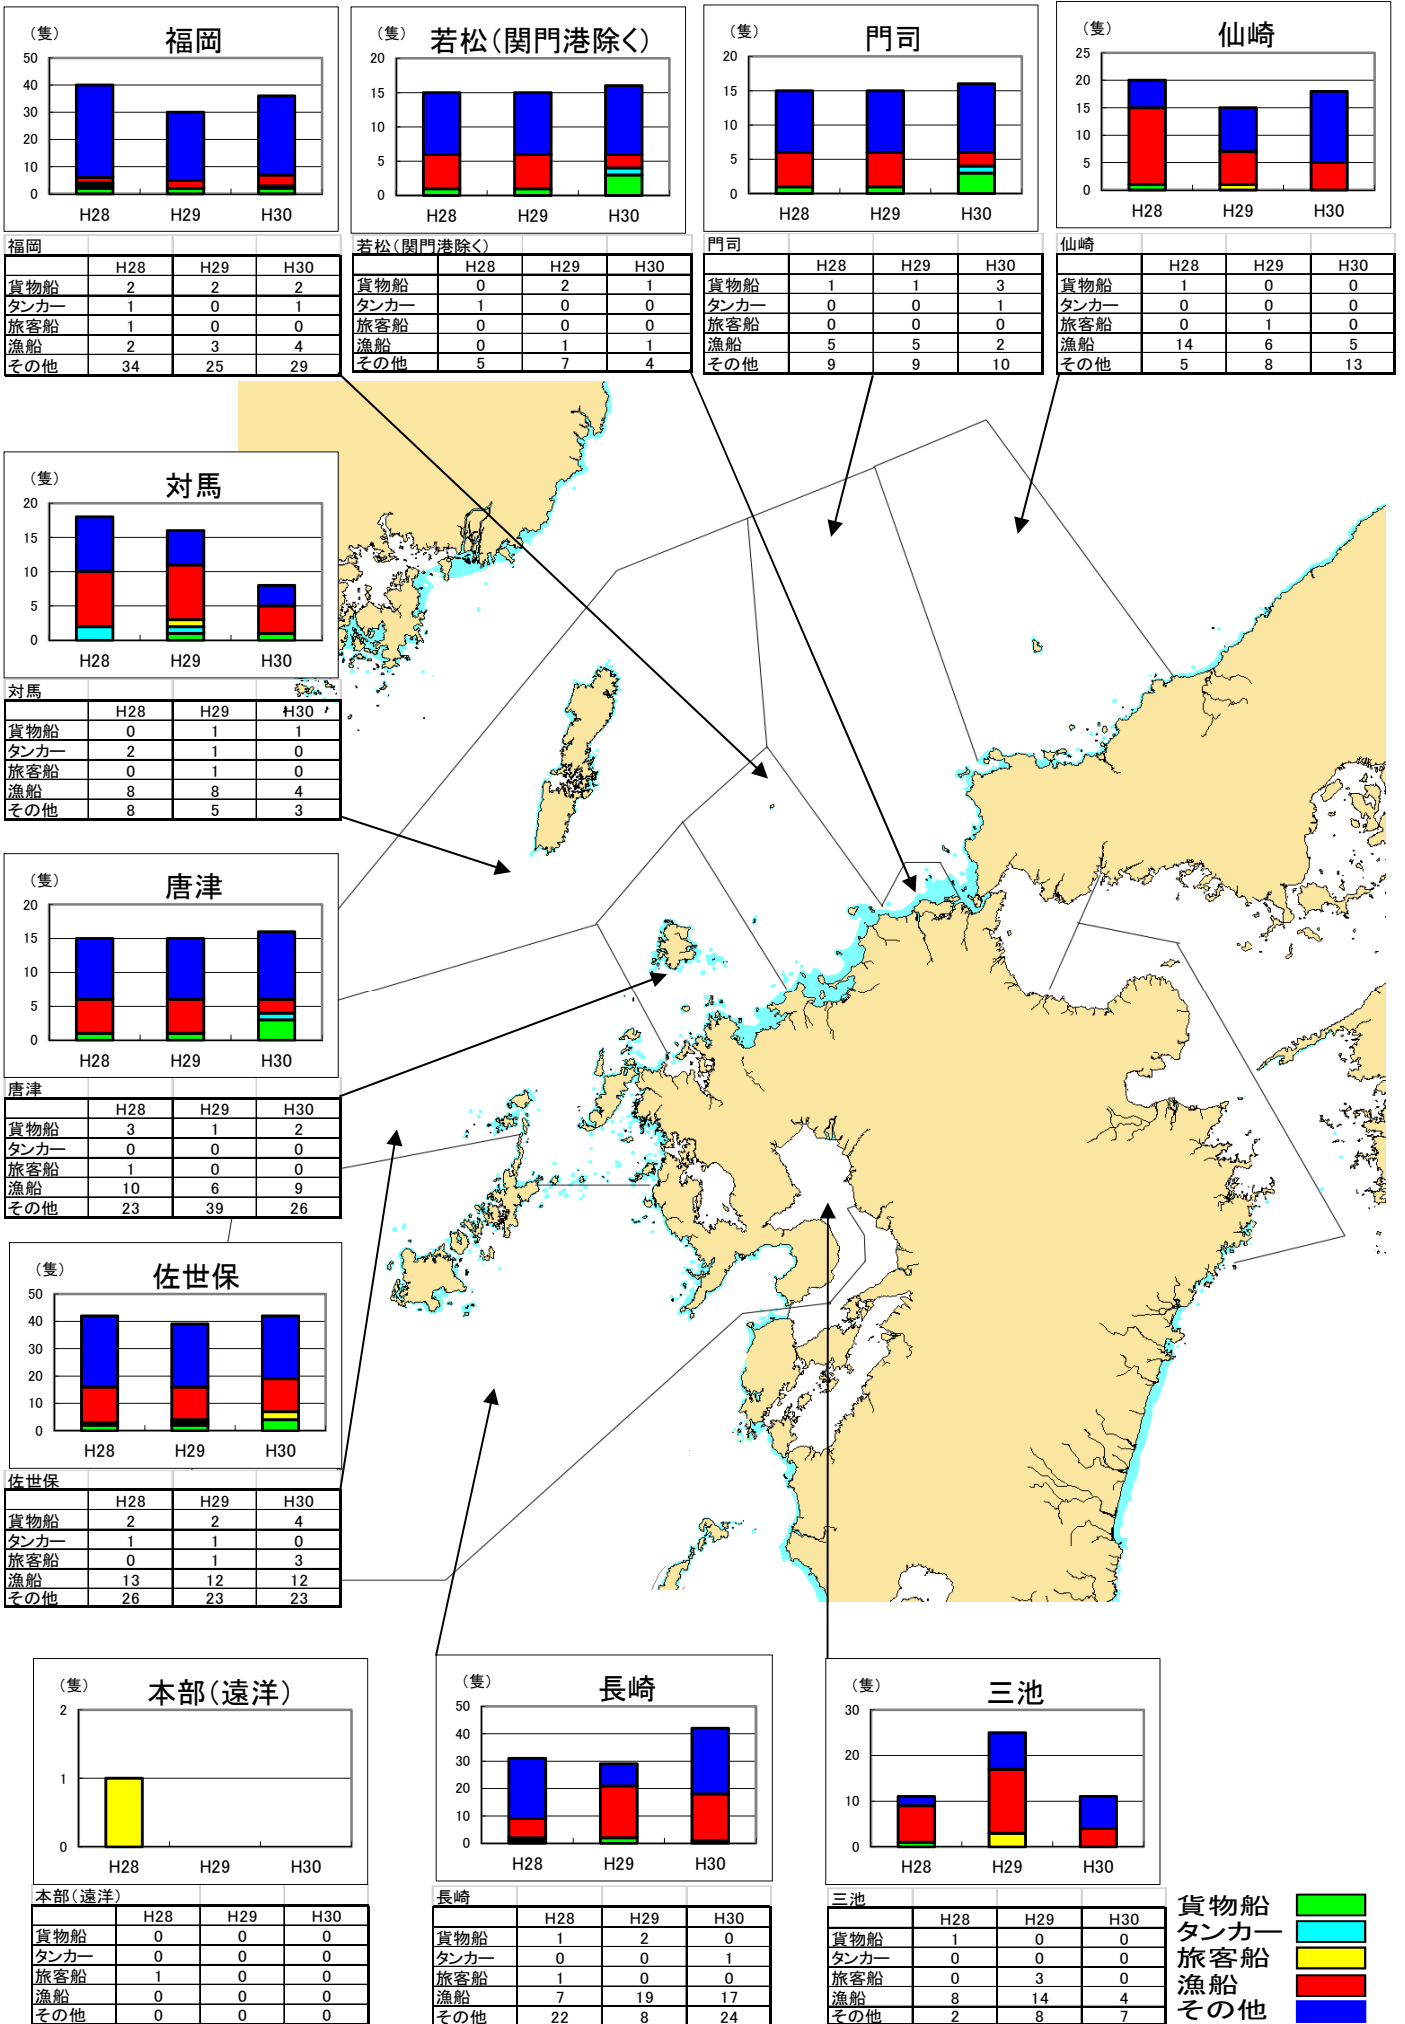 (隻) 福岡
50
40
30
20
10
0
H28 H29 H30
福岡
H28 H29 H30
貨物船 2 2 2
タンカー 1 0 1
旅客船 1 0 0
漁船 2 3 4
その他 34 25 29
(隻) 若松(関門港除く)
20
15
10
5
0
H28 H29 H30
若松(関門港除く)
H28 H29 H30
貨物船 0 2 1
タンカー 1 0 0
旅客船 0 0 0
漁船 0 1 1
その他 5 7 4
(隻) 門司
20
15
10
5
0
H28 H29 H30
門司
H28 H29 H30
貨物船 1 1 3
タンカー 0 0 1
旅客船 0 0 0
漁船 5 5 2
その他 9 9 10
(隻) 仙崎
25
20
15
10
5
0
H28 H29 H30
仙崎
H28 H29 H30
貨物船 1 0 0
タンカー 0 0 0
旅客船 0 1 0
漁船 14 6 5
その他 5 8 13
(隻) 対馬
20
15
10
5
0
H28 H29 H30
対馬
H28 H29 H30
貨物船 0 1 1
タンカー 2 1 0
旅客船 0 1 0
漁船 8 8 4
その他 8 5 3
(隻) 唐津
20
15
10
5
0
H28 H29 H30
唐津
H28 H29 H30
貨物船 3 1 2
タンカー 0 0 0
旅客船 1 0 0
漁船 10 6 9
その他 23 39 26
(隻) 佐世保
50
40
30
20
10
0
H28 H29 H30
佐世保
H28 H29 H30
貨物船 2 2 4
タンカー 1 1 0
旅客船 0 1 3
漁船 13 12 12
その他 26 23 23
(隻) 本部(遠洋)
2
1
0
H28 H29 H30
本部(遠洋)
H28 H29 H30
貨物船 0 0 0
タンカー 0 0 0
旅客船 1 0 0
漁船 0 0 0
その他 0 0 0
(隻) 長崎
50
40
30
20
10
0
H28 H29 H30
長崎
H28 H29 H30
貨物船 1 2 0
タンカー 0 0 1
旅客船 1 0 0
漁船 7 19 17
その他 22 8 24
(隻) 三池
30
20
10
0
H28 H29 H30
三池
H28 H29 H30
貨物船 1 0 0
タンカー 0 0 0
旅客船 0 3 0
漁船 8 14 4
その他 2 8 7
貨物船
タンカー
旅客船
漁船
その他